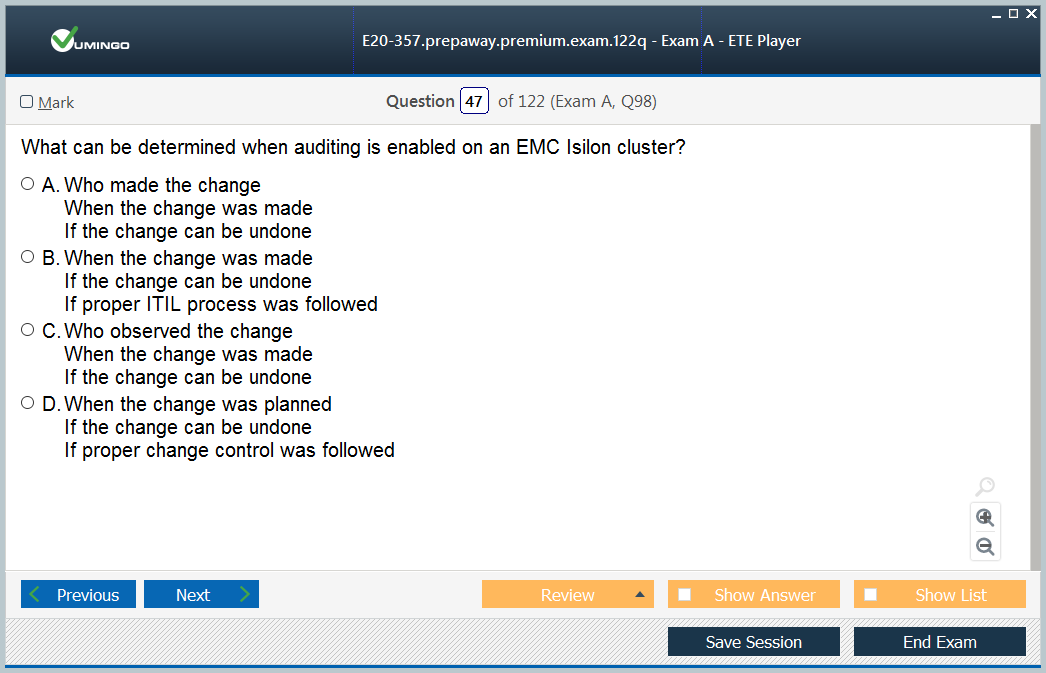 VUMINGO
E20-357.prepaway.premium.exam.122q - Exam A - ETE Player
Mark
Question 47 of 122 (Exam A, Q98)
What can be determined when auditing is enabled on an EMC Isilon cluster?
A. Who made the change
When the change was made
If the change can be undone
B. When the change was made
If the change can be undone
If proper ITIL process was followed
C. Who observed the change
When the change was made
If the change can be undone
D. When the change was planned
If the change can be undone
If proper change control was followed
Previous Next Review Show Answer Show List
Save Session End Exam